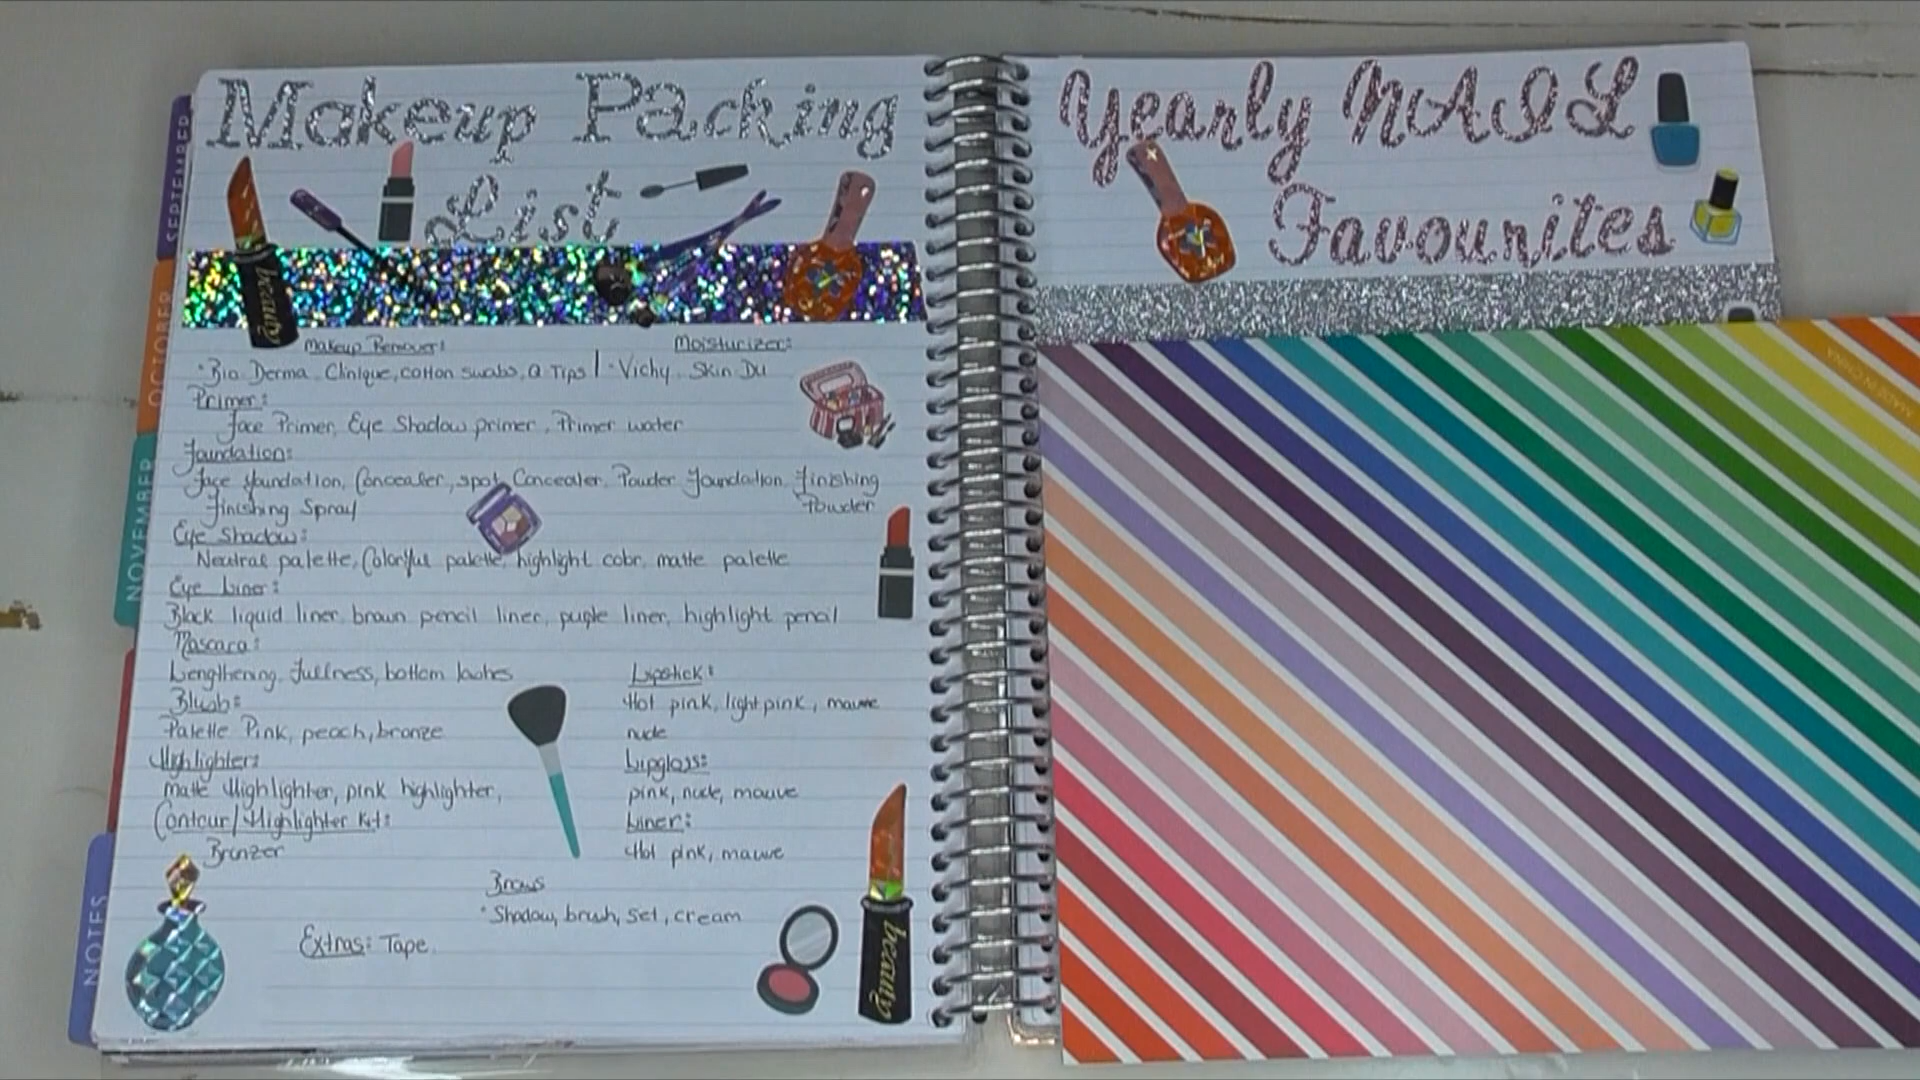 Makeup Packing
List
beauty
Makeup Remover:
Moisturizer:
• Bio Derma, Clinique, cotton swabs, Q Tips | • Vichy, Skin Du
Primer:
Face Primer, Eye Shadow primer, Primer water
Foundation:
Face foundation, Concealer, spot Concealer, Powder Foundation, Finishing
Powder
Finishing Spray
Eye Shadow:
Neutral palette, Colorful palette, highlight color, matte palette
Eye Liner:
Black liquid liner, brown pencil liner, puple liner, highlight pencil
Mascara:
Lengthening, fullness, bottom lashes
Blush:
Palette Pink, peach, bronze
Highlighter:
matte Highlighter, pink highlighter,
Contour/Highlighter Kit:
Bronzer
Lipstick:
Hot pink, light pink, mauve
nude
Lipgloss:
pink, nude, mauve
Liner:
Hot pink, mauve
Brows
• Shadow, brush, set, cream
Extras: Tape
beauty
SEPTEMBER
OCTOBER
NOVEMBER
NOTES
Yearly NAIL
Favourites
MADE IN CHINA